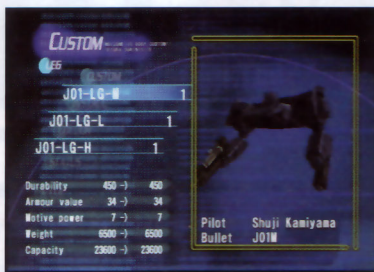 CUSTOM
LEG
CUSTOM
J01-LG-M 1
J01-LG-L 1
J01-LG-H 1
Durability 450 -) 450
Armour value 34 -) 34
Motive power 7 -) 7
Weight 6500 -) 6500
Capacity 23600 -) 23600
Pilot Shuji Kamiyama
Bullet J01M